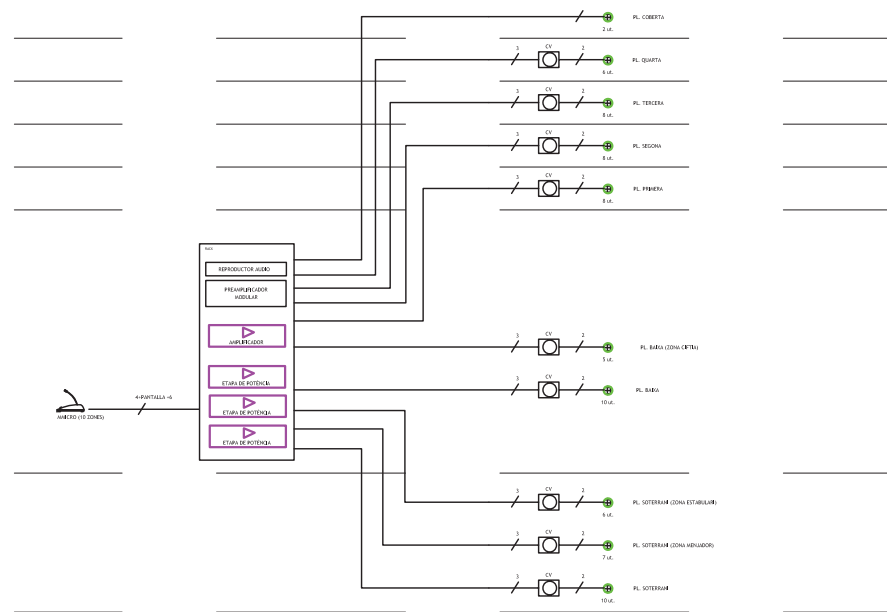 PL. COBERTA
2 ut.
3 CV 2
PL. QUARTA
6 ut.
3 CV 2
PL. TERCERA
8 ut.
3 CV 2
PL. SEGONA
8 ut.
3 CV 2
PL. PRIMERA
8 ut.
RACK
REPRODUCTOR AUDIO
PREAMPLIFICADOR
MODULAR
AMPLIFICADOR
ETAPA DE POTÈNCIA
ETAPA DE POTÈNCIA
ETAPA DE POTÈNCIA
4+PANTALLA -6
MMICRO (10 ZONES)
3 CV 2
PL. BAIXA (ZONA CIFTIA)
5 ut.
3 CV 2
PL. BAIXA
10 ut.
3 CV 2
PL. SOTERRANI (ZONA ESTABULARI)
6 ut.
3 CV 2
PL. SOTERRANI (ZONA MENJADOR)
7 ut.
3 CV 2
PL. SOTERRANI
10 ut.